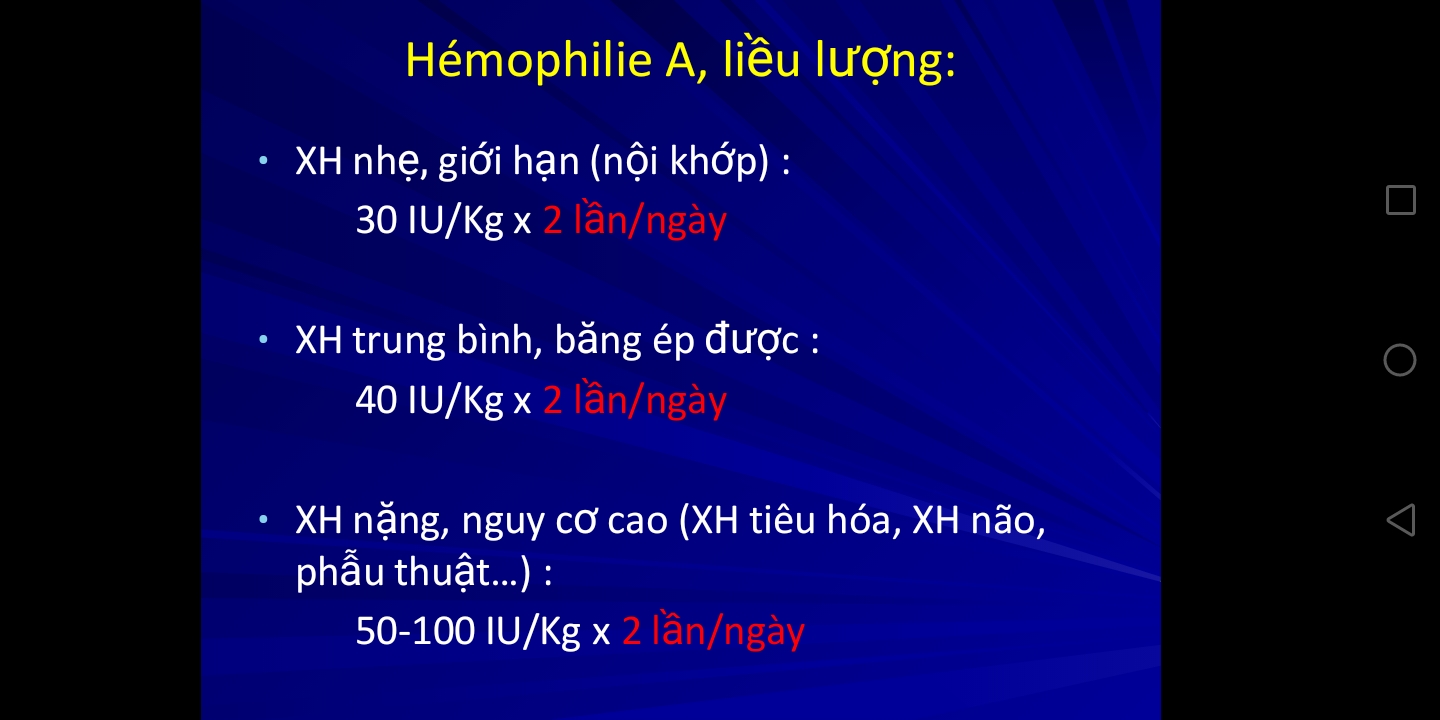 Hémophilie A, liều lượng:
• XH nhẹ, giới hạn (nội khớp) :
30 IU/Kg x 2 lần/ngày
• XH trung bình, băng ép được :
40 IU/Kg x 2 lần/ngày
• XH nặng, nguy cơ cao (XH tiêu hóa, XH não,
phẫu thuật...) :
50-100 IU/Kg x 2 lần/ngày